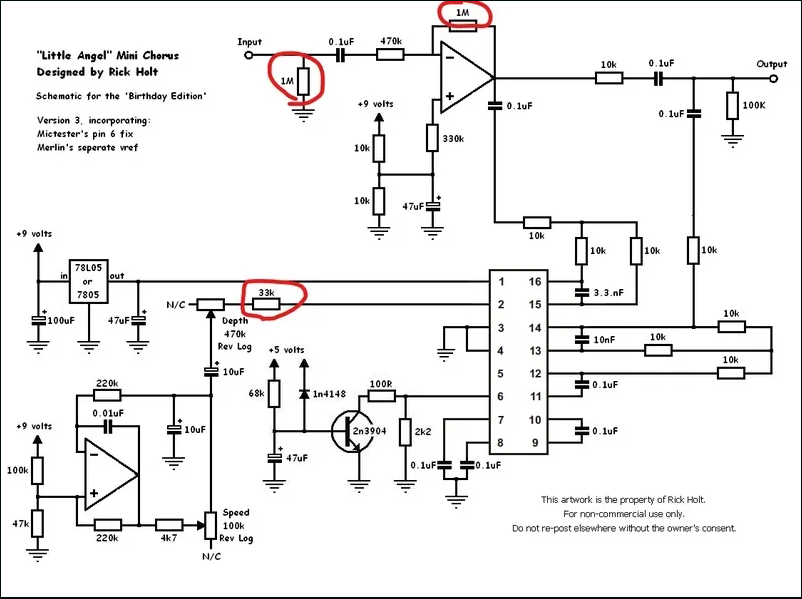 "Little Angel" Mini Chorus
Designed by Rick Holt
Schematic for the 'Birthday Edition'
Version 3, incorporating:
Mictester's pin 6 fix
Merlin's seperate vref
Input
1M
0.1uF
470k
1M
-
+
+9 volts
10k
10k
330k
47uF
+
0.1uF
10k
0.1uF
Output
0.1uF
100K
10k
10k
10k
10k
+9 volts
in
78L05
or
7805
out
+
100uF
+
47uF
N/C
33k
Depth
470k
Rev Log
+
10uF
1
2
3
4
5
6
7
8
16
15
14
13
12
11
10
9
3.3.nF
10nF
10k
10k
10k
0.1uF
0.1uF
+5 volts
68k
1n4148
100R
2n3904
2k2
+
47uF
0.1uF
0.1uF
220k
0.01uF
+9 volts
100k
47k
-
+
220k
4k7
+
10uF
Speed
100k
Rev Log
N/C
This artwork is the property of Rick Holt.
For non-commercial use only.
Do not re-post elsewhere without the owner's consent.